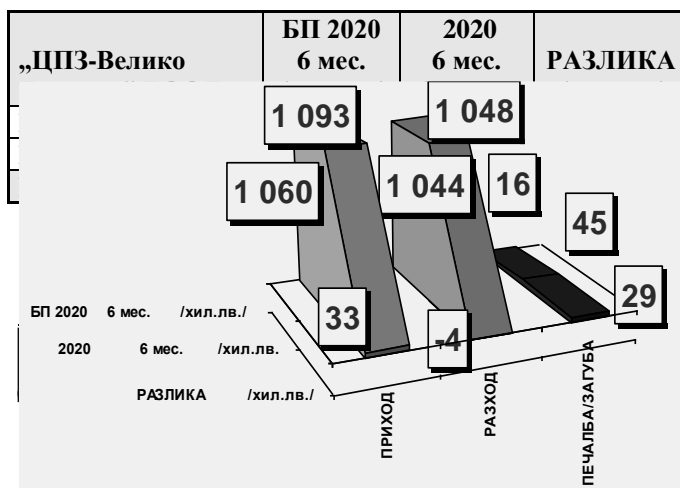 БП 2020 2020
„ЦПЗ-Велико 6 мес. 6 мес. РАЗЛИКА
1 093 1 048
1 060 1 044 16
45
БП 2020 6 мес. /хил.лв./ 33 -4 29
2020 6 мес. /хил.лв.
РАЗЛИКА /хил.лв./
ПРИХОД
РАЗХОД
ПЕЧАЛБА/ЗАГУБА